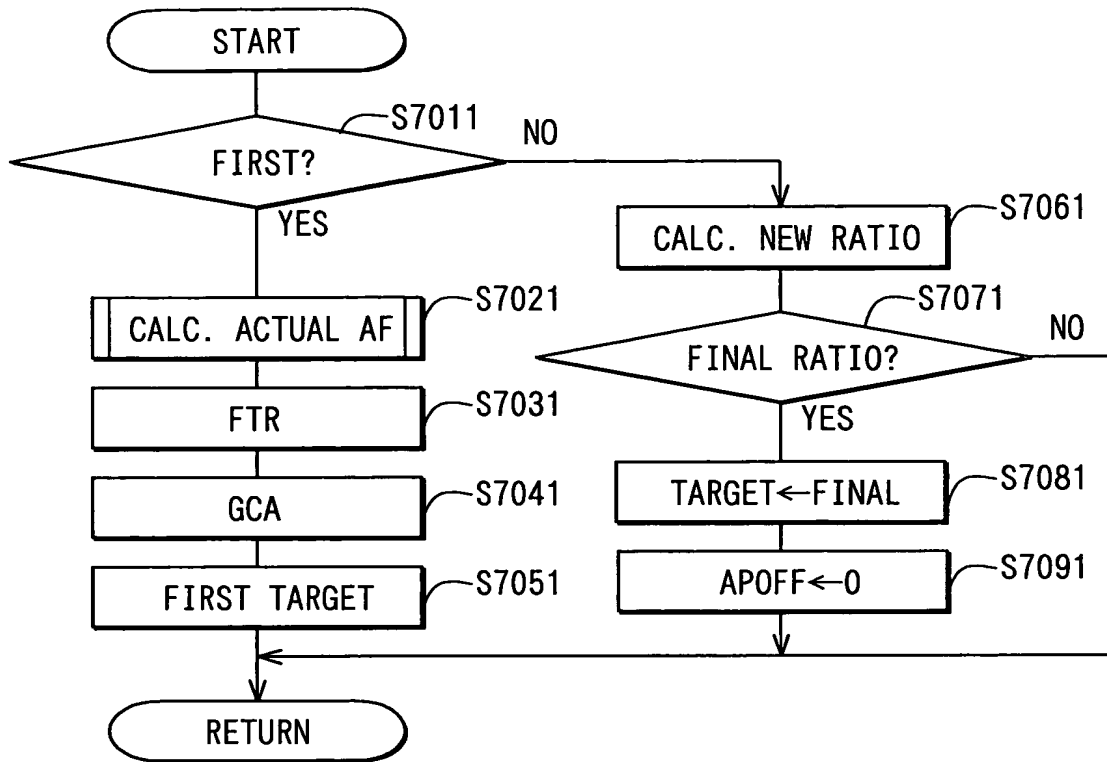 START
S7011
FIRST?
NO
YES
S7061
CALC. NEW RATIO
S7021
CALC. ACTUAL AF
S7071
FINAL RATIO?
NO
YES
S7031
FTR
S7081
TARGET←FINAL
S7041
GCA
S7091
APOFF←0
S7051
FIRST TARGET
RETURN